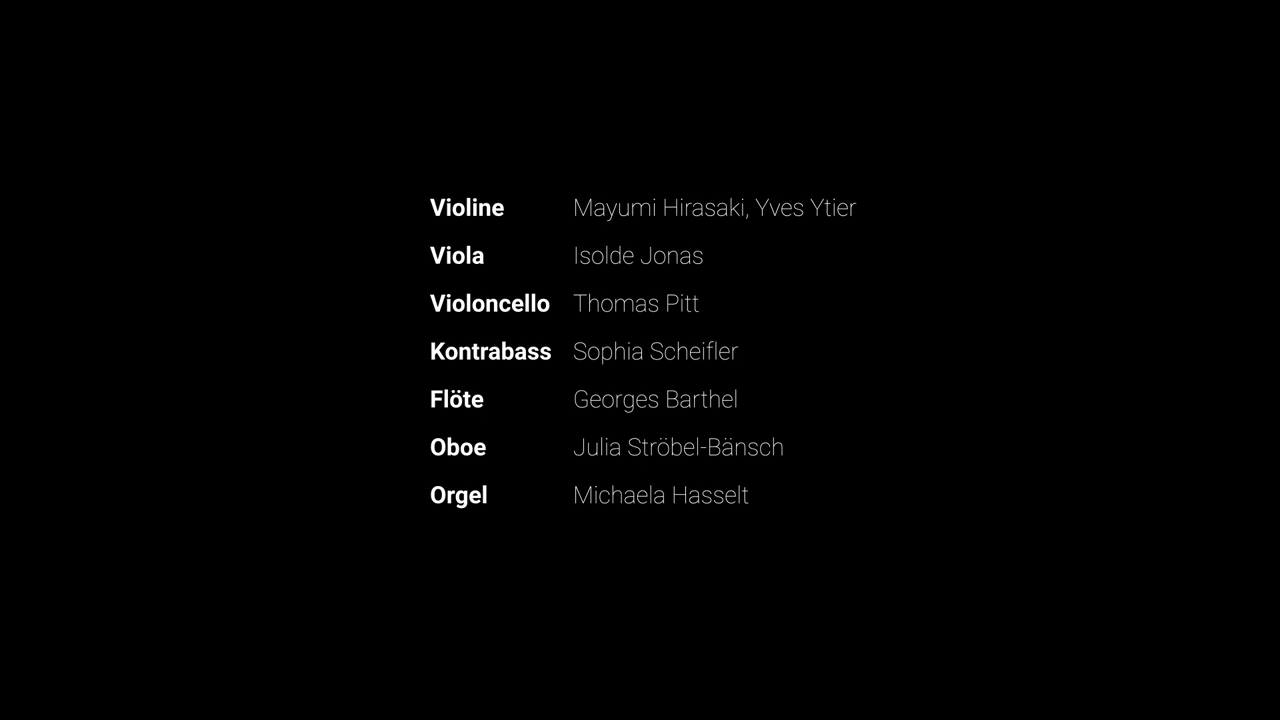 Violine Mayumi Hirasaki, Yves Ytier
Viola Isolde Jonas
Violoncello Thomas Pitt
Kontrabass Sophia Scheifler
Flöte Georges Barthel
Oboe Julia Ströbel-Bänsch
Orgel Michaela Hasselt